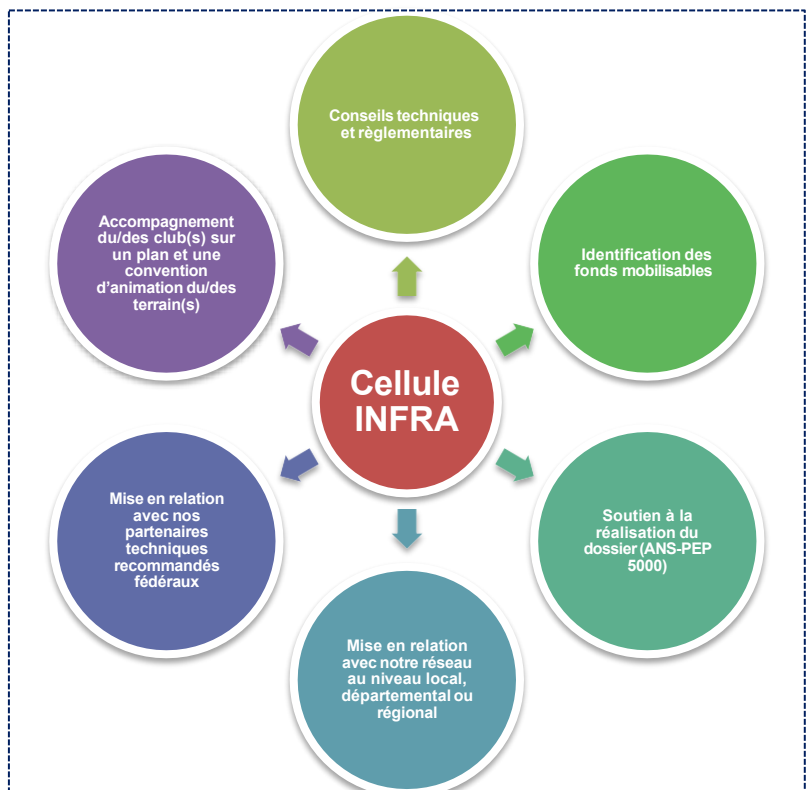 Conseils techniques
et règlementaires
Accompagnement
du/des club(s) sur
un plan et une
convention
d'animation du/des
terrain(s)
Identification des
fonds mobilisables
Cellule
INFRA
Mise en relation
avec nos
partenaires
techniques
recommandés
fédéraux
Soutien à la
réalisation du
dossier (ANS-PEP
5000)
Mise en relation
avec notre réseau
au niveau local,
départemental ou
régional